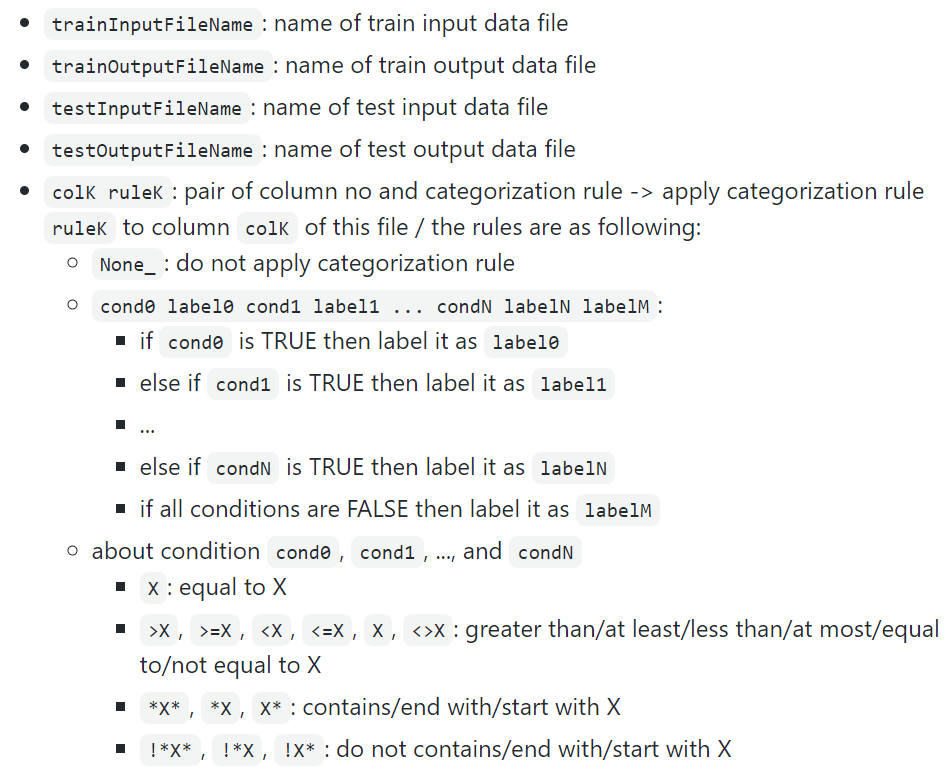 trainInputFileName: name of train input data file
trainOutputFileName: name of train output data file
testInputFileName: name of test input data file
testOutputFileName: name of test output data file
colK ruleK: pair of column no and categorization rule -> apply categorization rule
ruleK to column colK of this file / the rules are as following:
None_: do not apply categorization rule
cond0 label0 cond1 label1 ... condN labelN labelM:
if cond0 is TRUE then label it as label0
else if cond1 is TRUE then label it as label1
...
else if condN is TRUE then label it as labelN
if all conditions are FALSE then label it as labelM
about condition cond0, cond1, ..., and condN
X: equal to X
>X, >=X, <X, <=X, X, <>X: greater than/at least/less than/at most/equal
to/not equal to X
*X*, *X, X*: contains/end with/start with X
!*X*, !*X, !X*: do not contains/end with/start with X